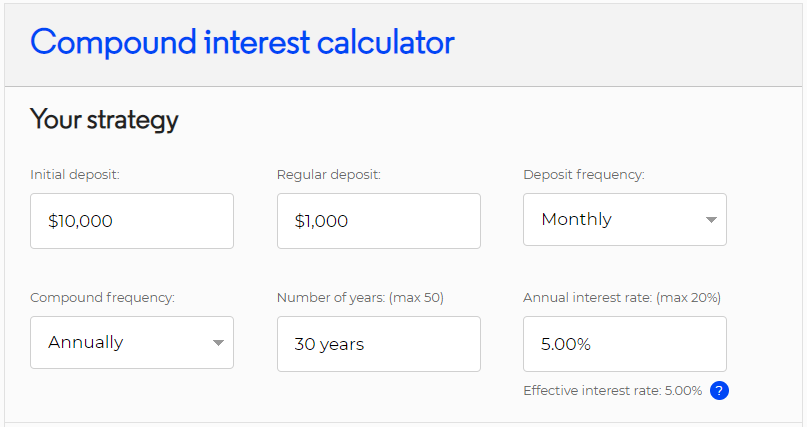 Compound interest calculator
Your strategy
Initial deposit: Regular deposit: Deposit frequency:
$10,000 $1,000 Monthly
Compound frequency: Number of years: (max 50) Annual interest rate: (max 20%)
Annually 30 years 5.00%
Effective interest rate: 5.00% ?